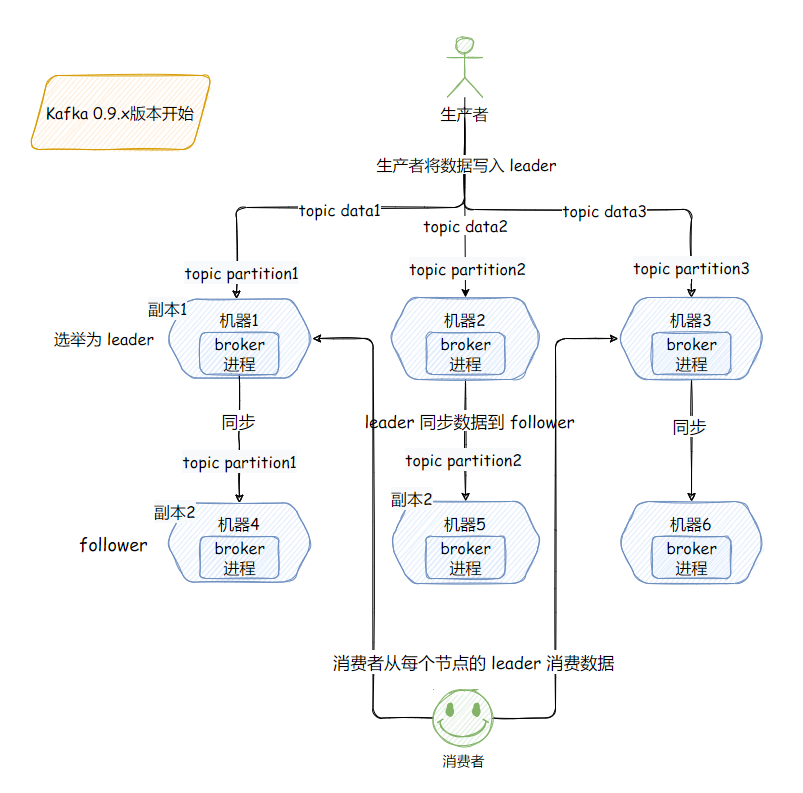 生产者
Kafka 0.9.x版本开始
生产者将数据写入 leader
topic data1
topic data2
topic data3
topic partition1
topic partition2
topic partition3
副本1
选举为 leader
机器1
broker
进程
机器2
broker
进程
机器3
broker
进程
同步
leader 同步数据到 follower
同步
topic partition1
topic partition2
副本2
follower
机器4
broker
进程
副本2
机器5
broker
进程
机器6
broker
进程
消费者从每个节点的 leader 消费数据
消费者